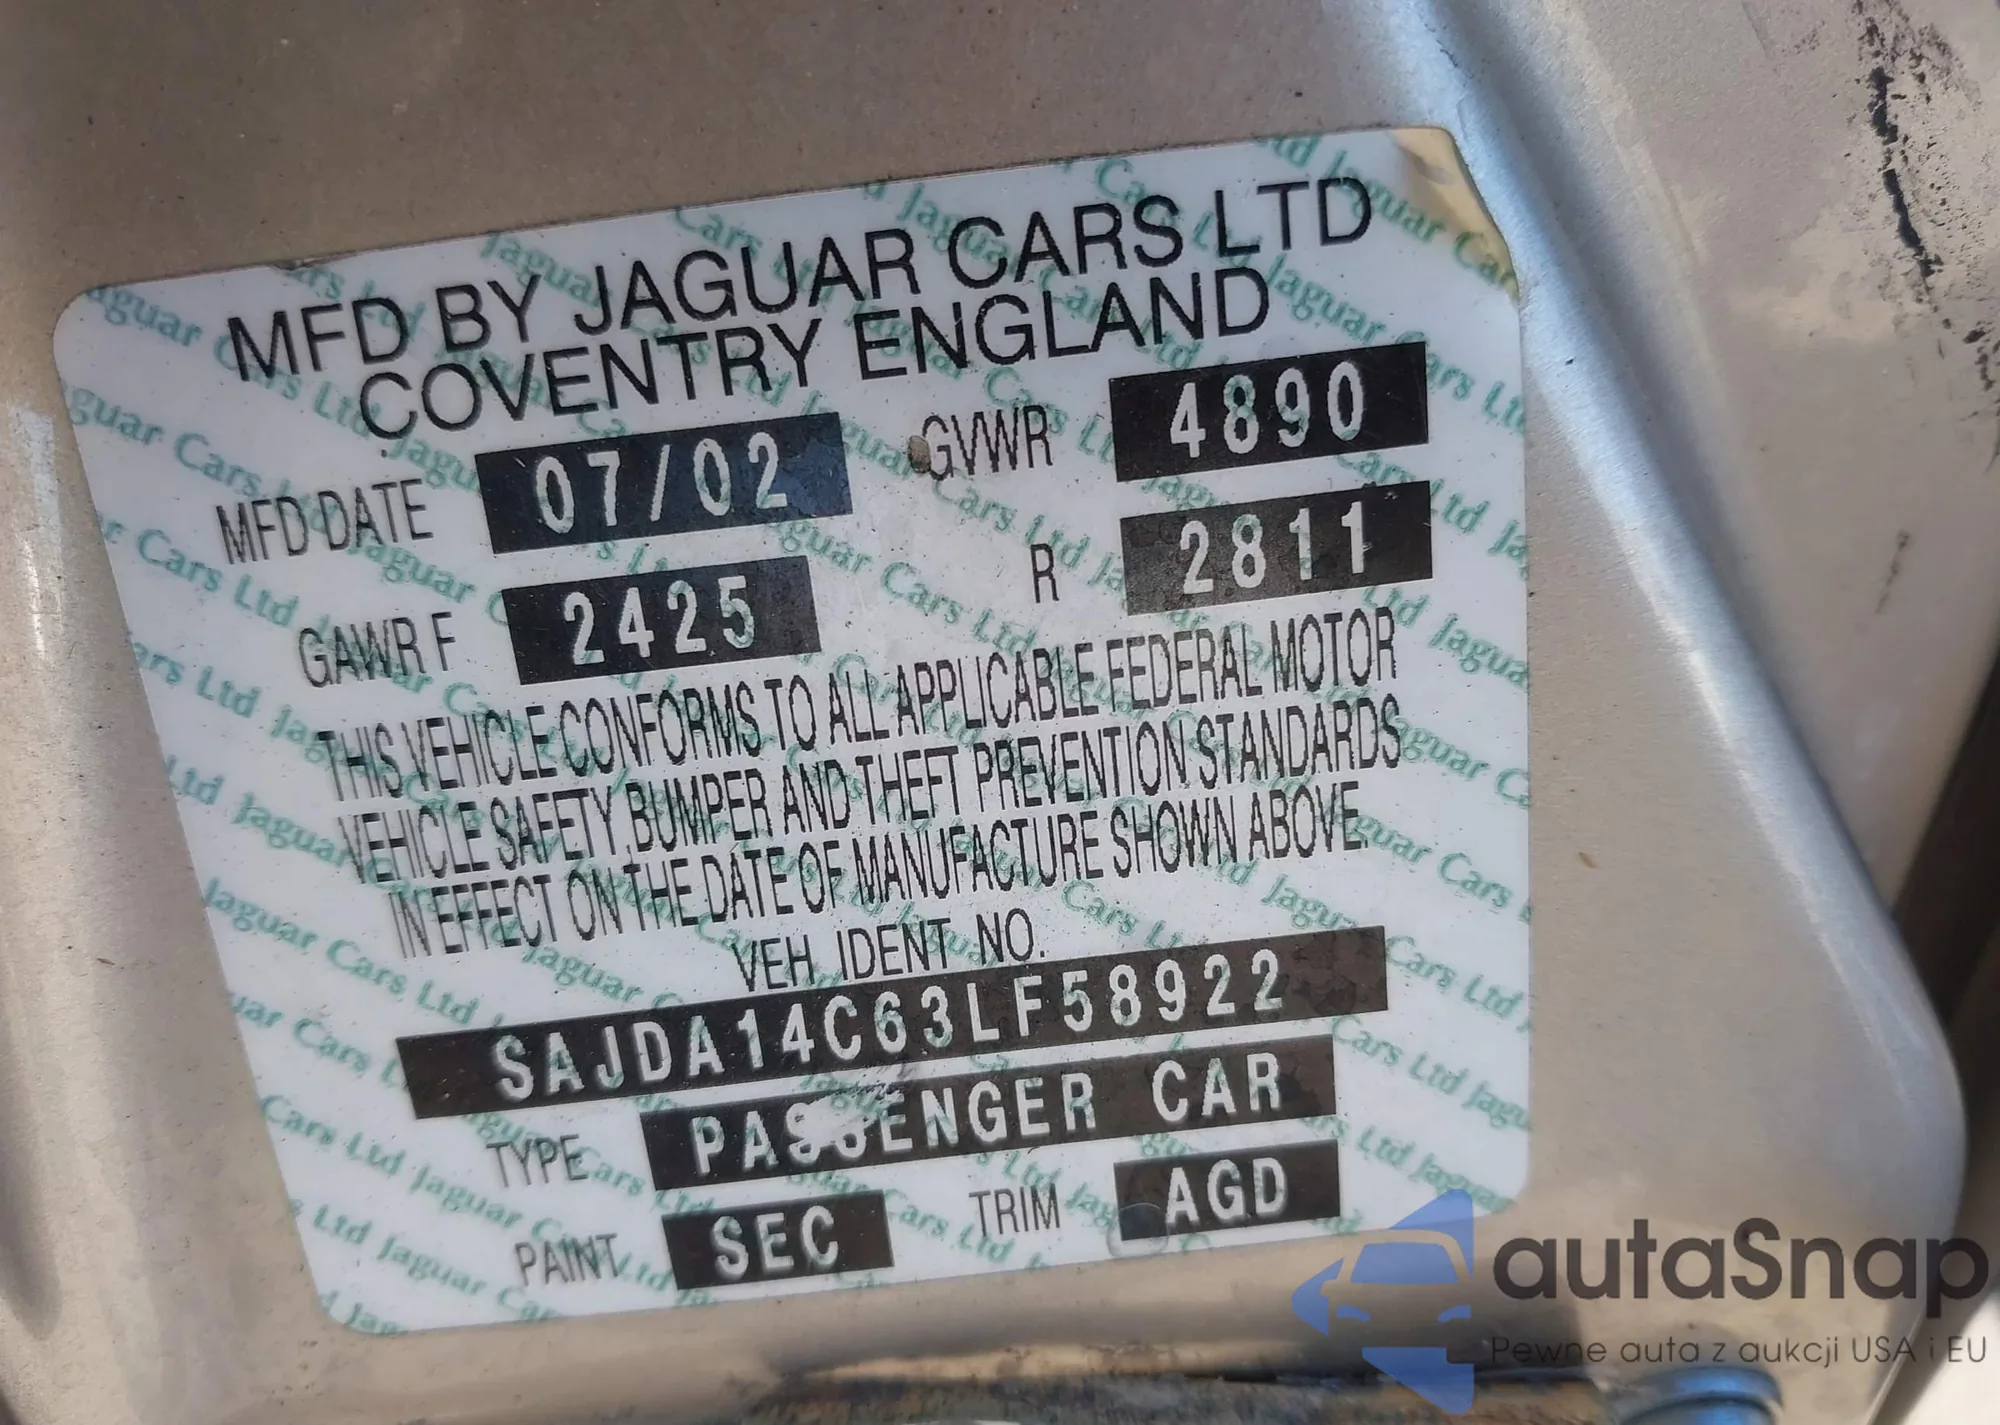 MFD BY JAGUAR CARS LTD
COVENTRY ENGLAND
MFD DATE 07/02 GVWR 4890
GAWR F 2425 R 2811
THIS VEHICLE CONFORMS TO ALL APPLICABLE FEDERAL MOTOR
VEHICLE SAFETY, BUMPER AND THEFT PREVENTION STANDARDS
IN EFFECT ON THE DATE OF MANUFACTURE SHOWN ABOVE.
VEH. IDENT. NO.
SAJDA14C63LF58922
TYPE PASSENGER CAR
PAINT SEC TRIM AGD
autaSnap
Pewne auta z aukcji USA i EU